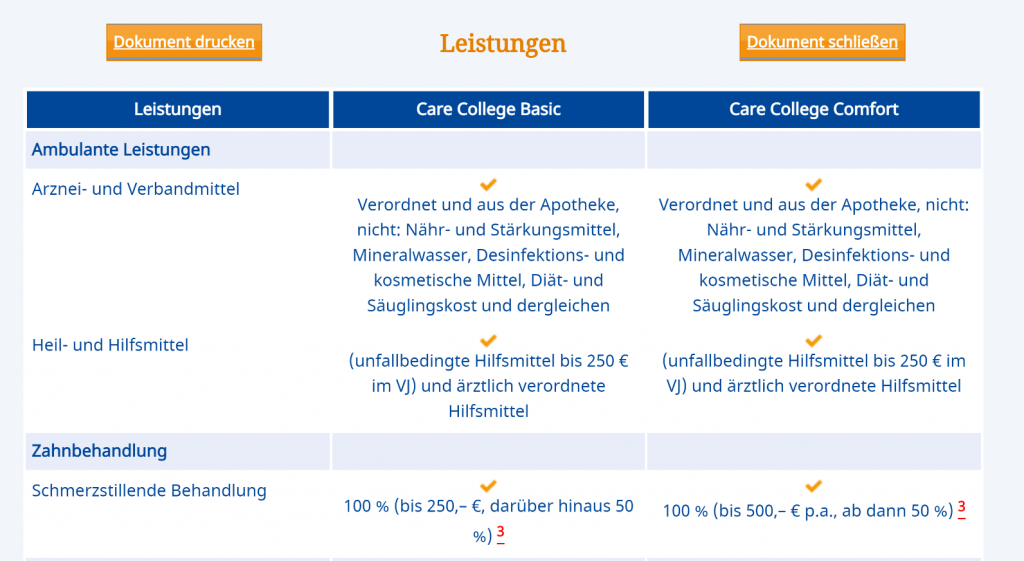 Dokument drucken
Leistungen
Dokument schließen
Leistungen
Care College Basic
Care College Comfort
Ambulante Leistungen
Arznei- und Verbandmittel
Verordnet und aus der Apotheke,
nicht: Nähr- und Stärkungsmittel,
Mineralwasser, Desinfektions- und
kosmetische Mittel, Diät- und
Säuglingskost und dergleichen
Verordnet und aus der Apotheke, nicht:
Nähr- und Stärkungsmittel,
Mineralwasser, Desinfektions- und
kosmetische Mittel, Diät- und
Säuglingskost und dergleichen
Heil- und Hilfsmittel
(unfallbedingte Hilfsmittel bis 250 €
im VJ) und ärztlich verordnete
Hilfsmittel
(unfallbedingte Hilfsmittel bis 250 € im
VJ) und ärztlich verordnete Hilfsmittel
Zahnbehandlung
Schmerzstillende Behandlung
100 % (bis 250,– €, darüber hinaus 50
%) 3
100 % (bis 500,– € p.a., ab dann 50 %) 3